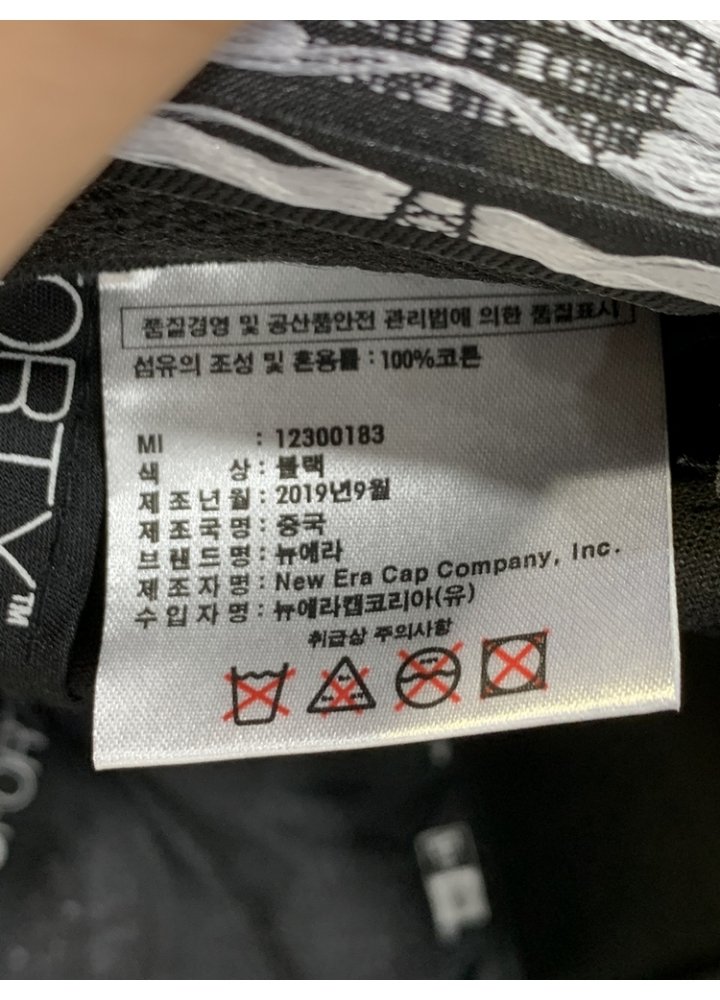 품질경영 및 공산품안전 관리법에 의한 품질표시
섬유의 조성 및 혼용률 : 100%코튼
MI : 12300183
색 상 : 블랙
제 조 년 월 : 2019년9월
제 조 국 명 : 중국
브 랜 드 명 : 뉴에라
제 조 자 명 : New Era Cap Company, Inc.
수 입 자 명 : 뉴에라캡코리아(유)
취급상 주의사항
ORTY™